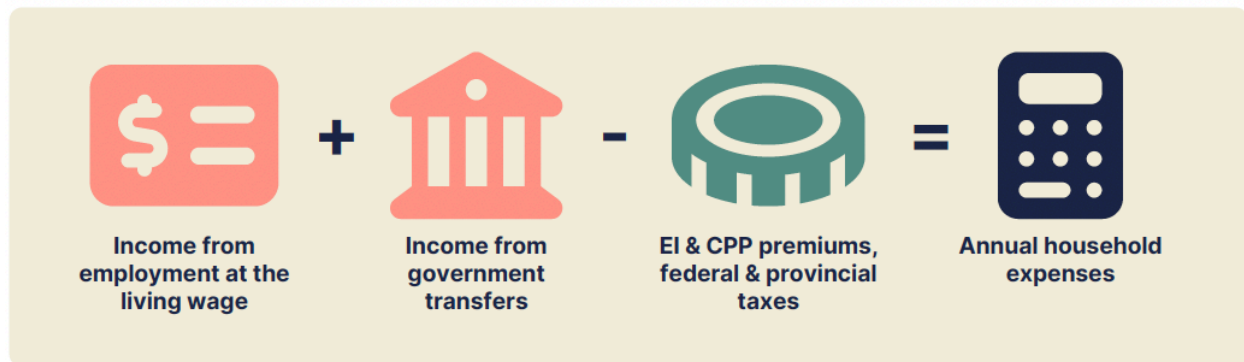 $
+
-
=
Income from
employment at the
living wage
Income from
government
transfers
EI & CPP premiums,
federal & provincial
taxes
Annual household
expenses